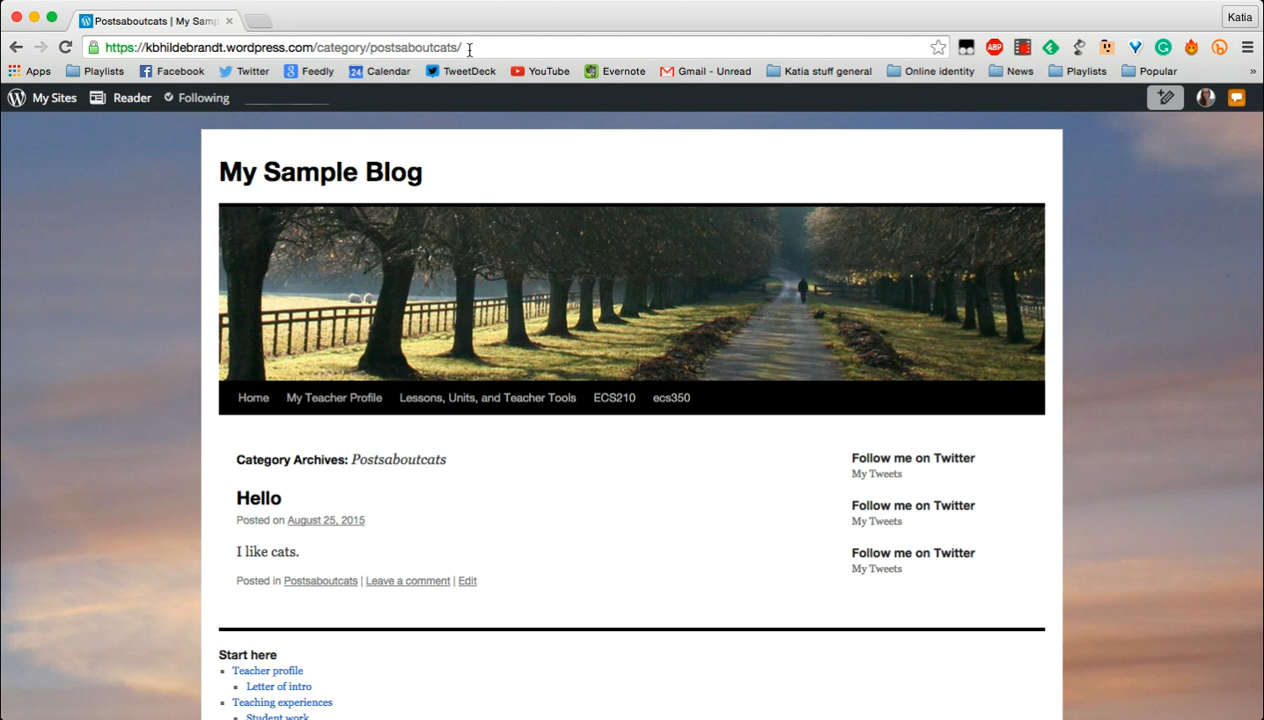 Postsaboutcats | My Samp
Katia
https://kbhildebrandt.wordpress.com/category/postsaboutcats/
ABP
Apps Playlists Facebook Twitter Feedly 24 Calendar TweetDeck YouTube Evernote Gmail - Unread Katia stuff general Online identity News Playlists Popular »
My Sites Reader Following
My Sample Blog
Home My Teacher Profile Lessons, Units, and Teacher Tools ECS210 ecs350
Category Archives: Postsaboutcats
Hello
Posted on August 25, 2015
I like cats.
Posted in Postsaboutcats | Leave a comment | Edit
Follow me on Twitter
My Tweets
Follow me on Twitter
My Tweets
Follow me on Twitter
My Tweets
Start here
Teacher profile
Letter of intro
Teaching experiences
Student work